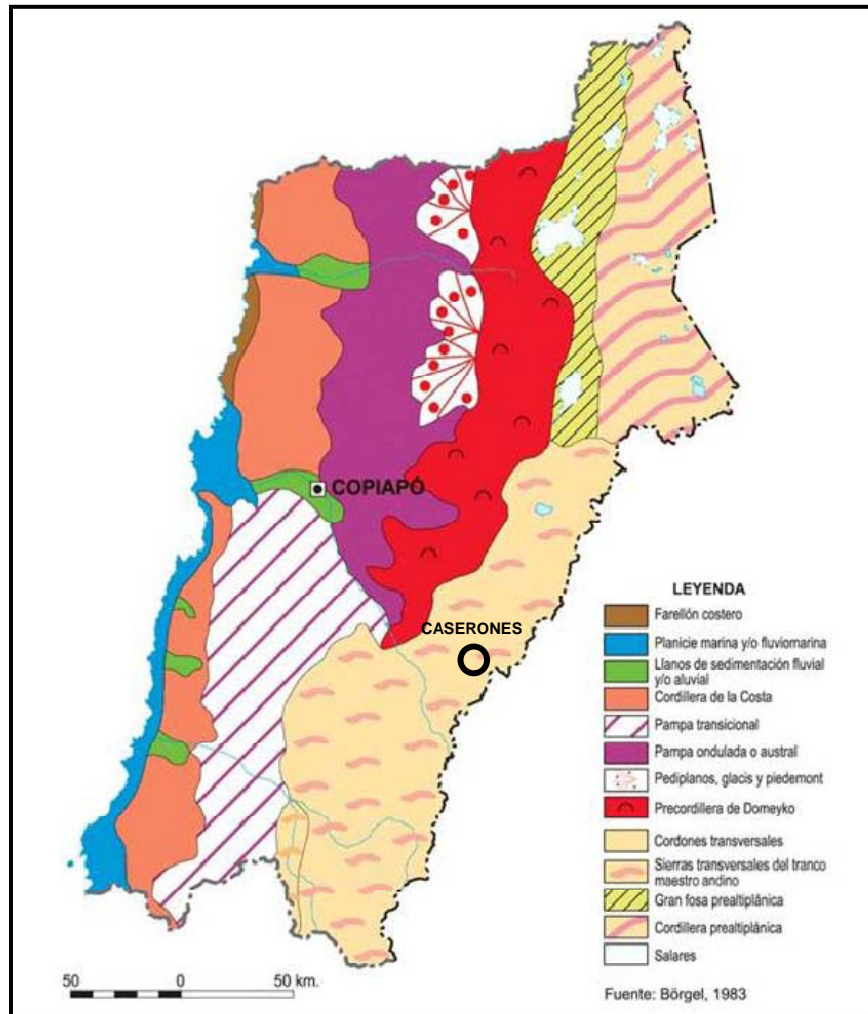 COPIAPÓ
CASERONES
LEYENDA
Farellón costero
Planicie marina y/o fluviomarina
Llanos de sedimentación fluvial
y/o aluvial
Cordillera de la Costa
Pampa transicional
Pampa ondulada o austral
Pediplanos, glacis y piedemont
Precordillera de Domeyko
Cordones transversales
Sierras transversales del tranco
maestro andino
Gran fosa prealtiplánica
Cordillera prealtiplánica
Salares
50 0 50 km.
Fuente: Börgel, 1983